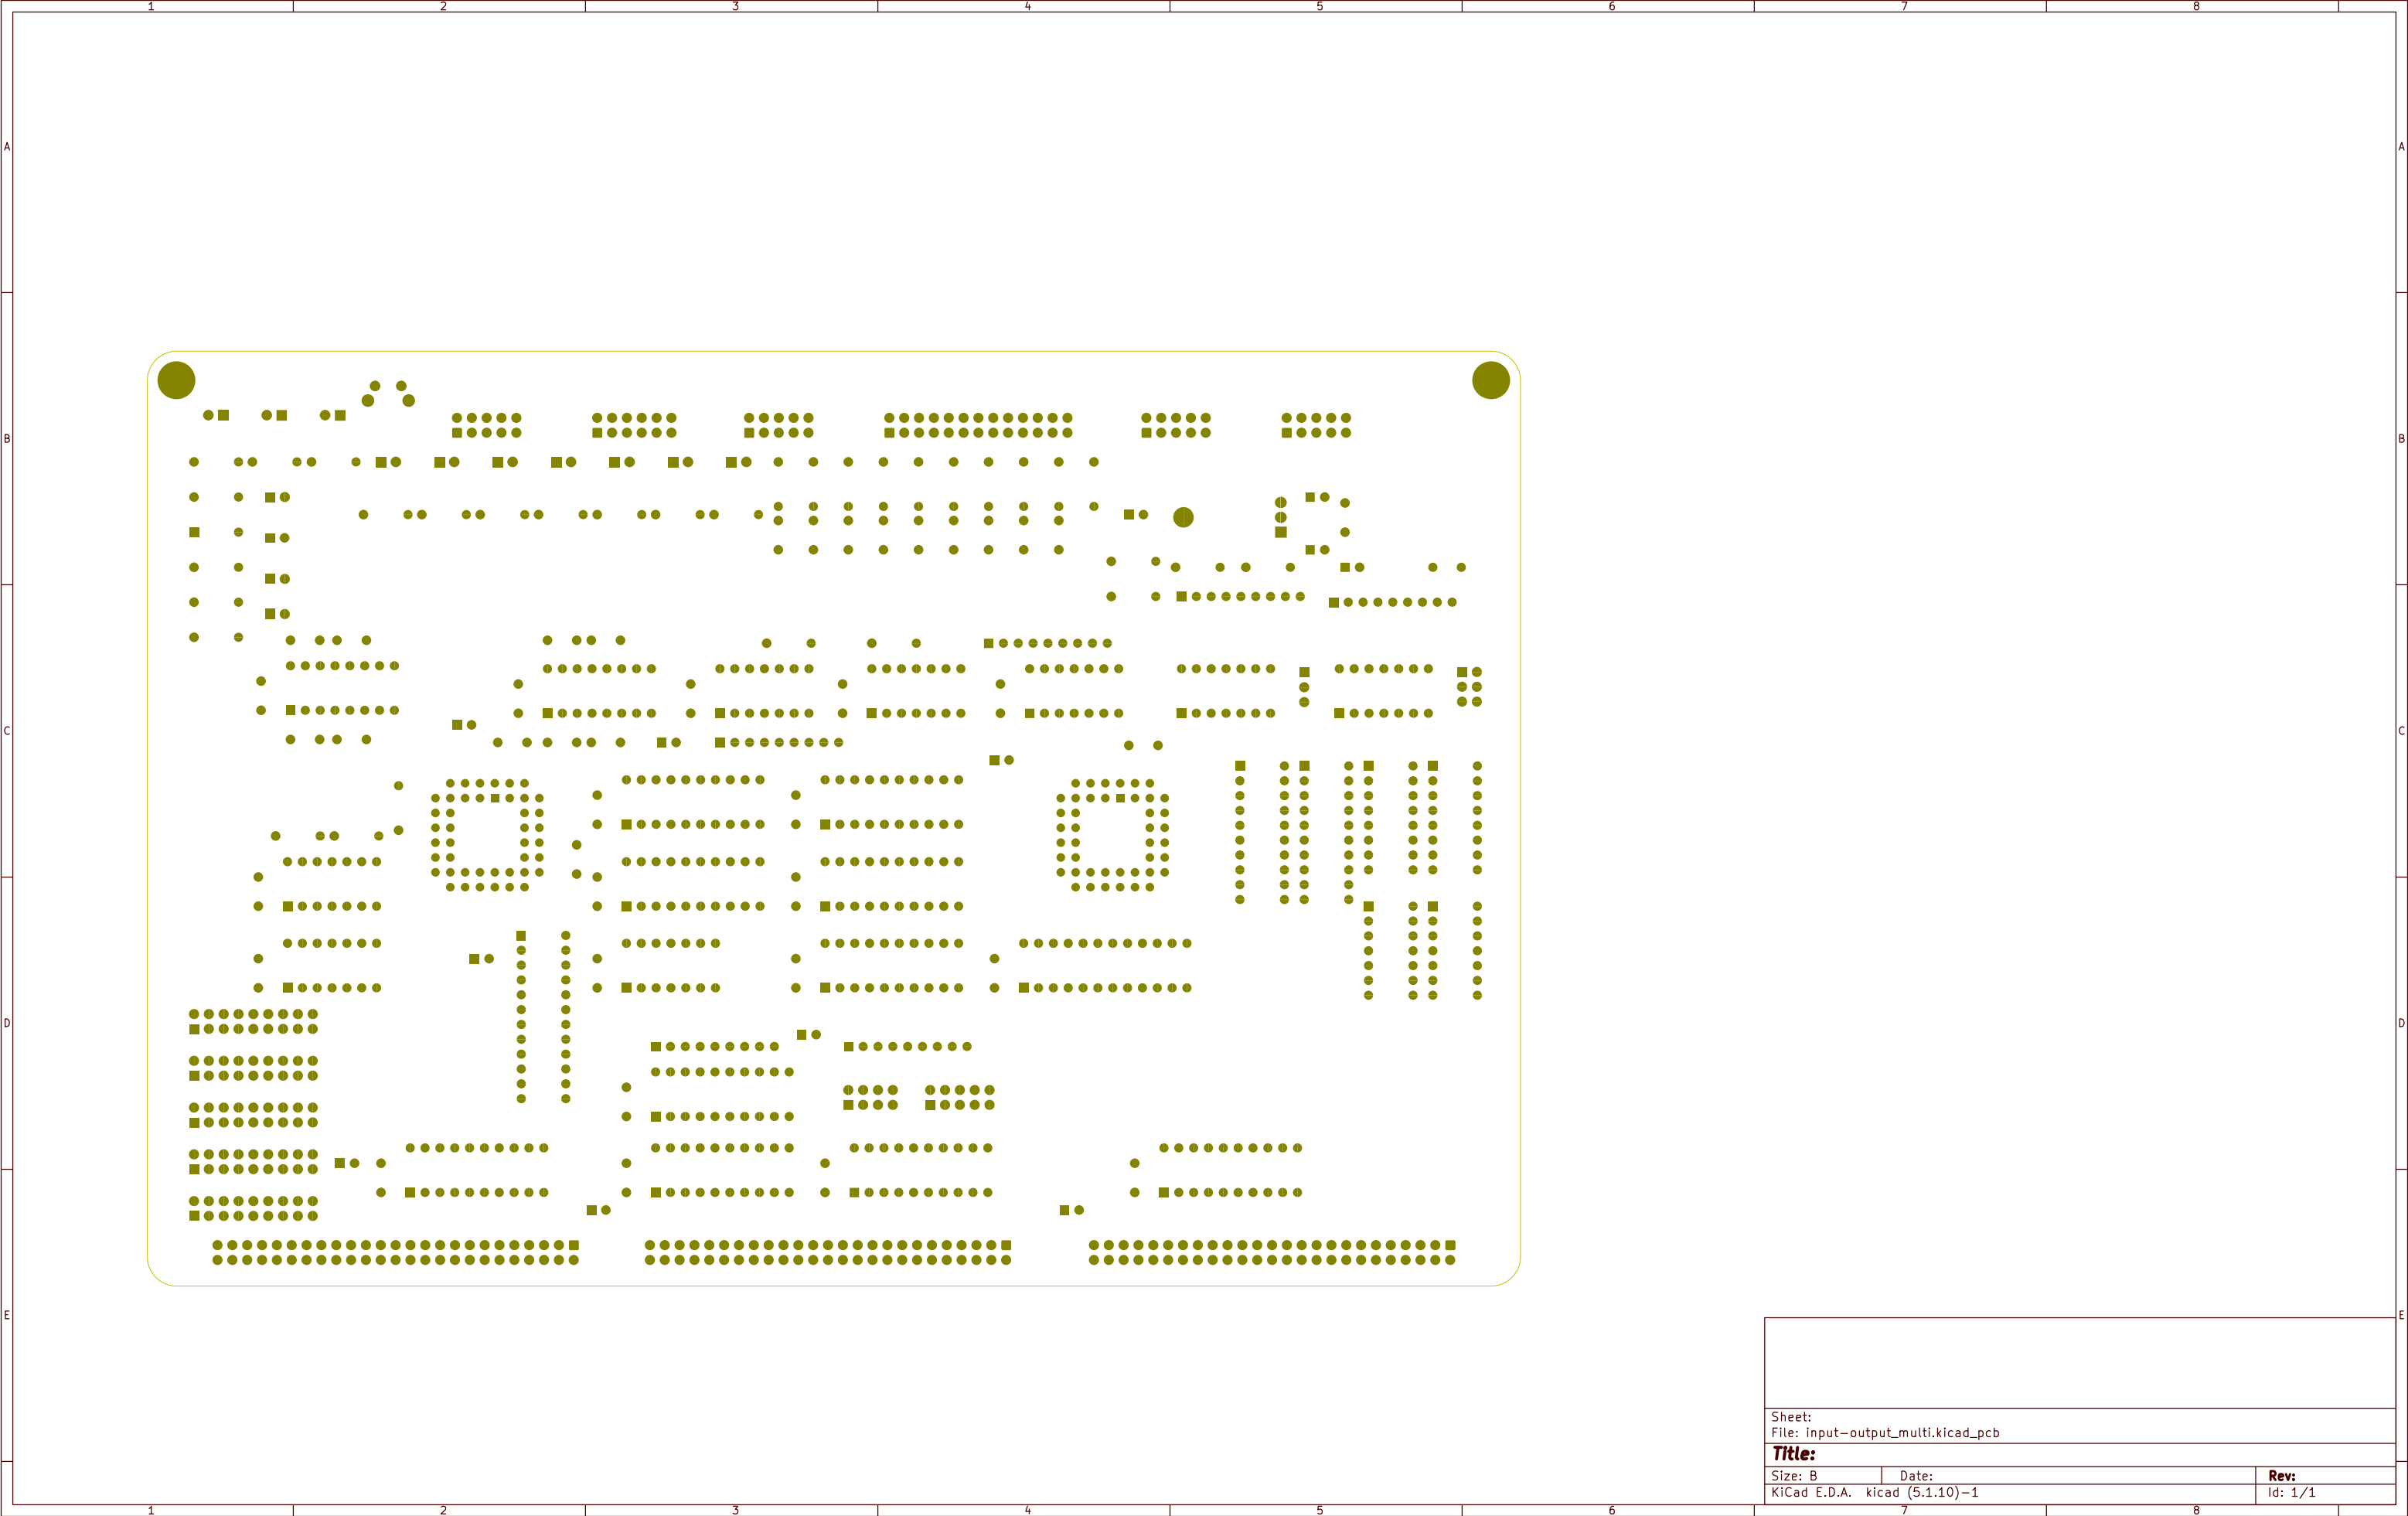 1 2 3 4 5 6 7 8
A A
B B
C C
D D
E E
Sheet:
File: input-output_multi.kicad_pcb
Title:
Size: B Date: Rev:
KiCad E.D.A. kicad (5.1.10)-1 Id: 1/1
1 2 3 4 5 6 7 8